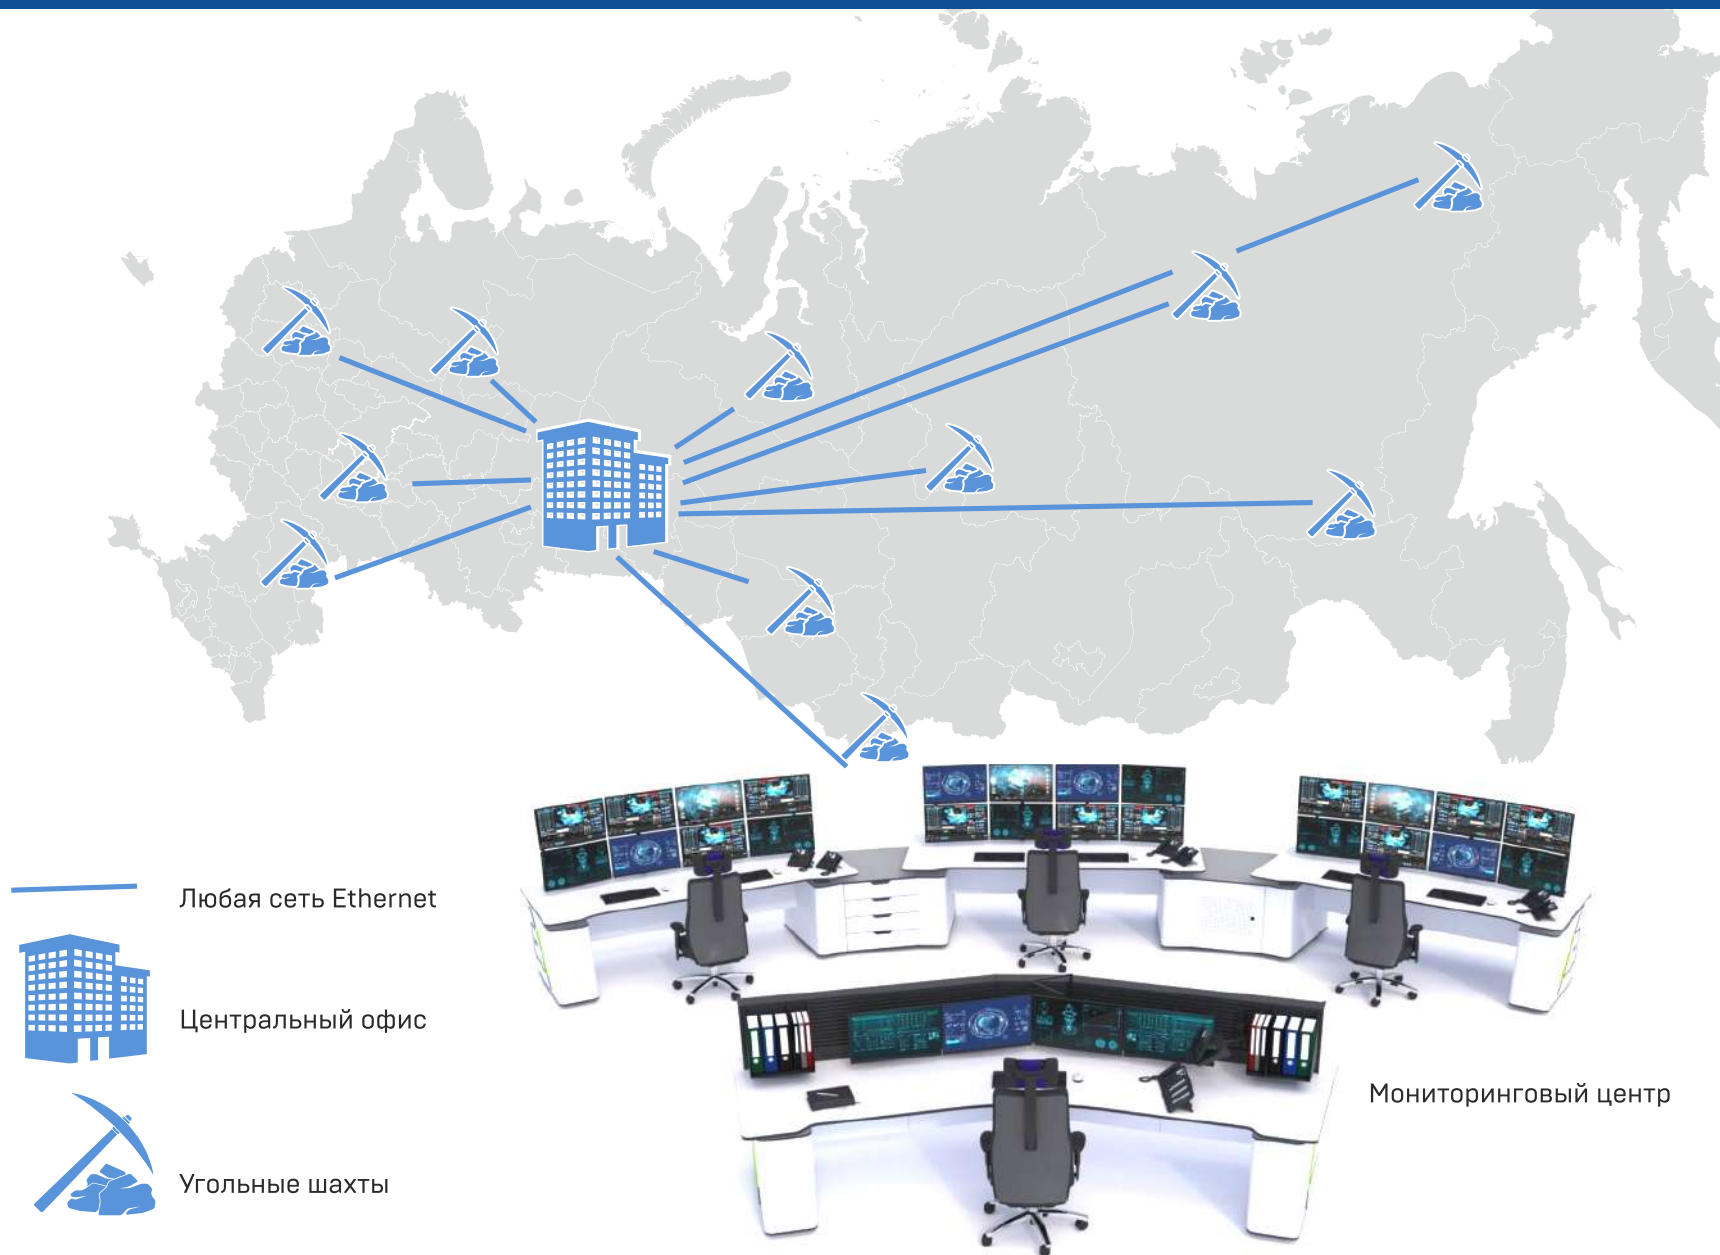 Любая сеть Ethernet
Центральный офис
Мониторинговый центр
Угольные шахты